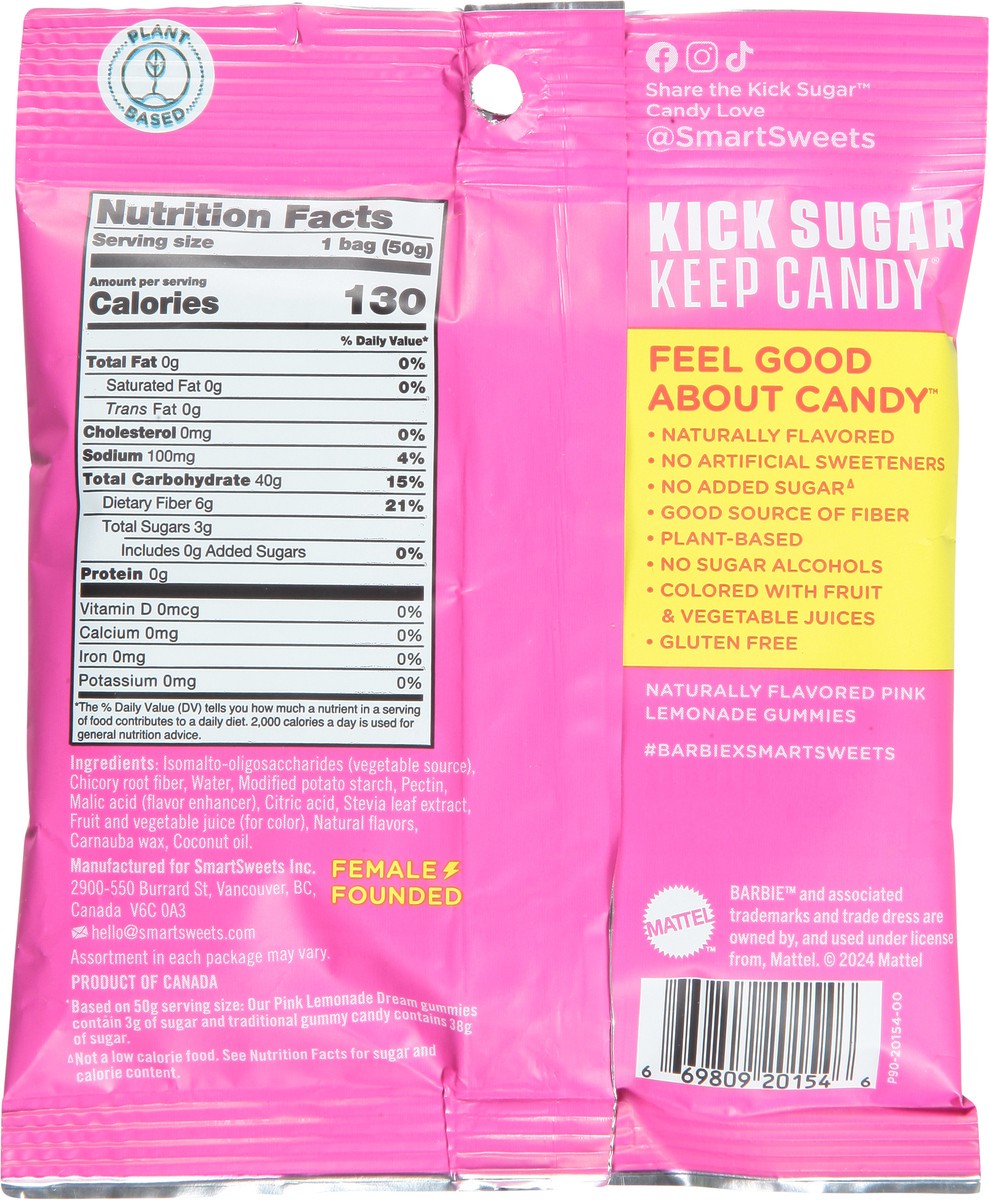 PLANT
BASED
Nutrition Facts
Serving size 1 bag (50g)
Amount per serving
Calories 130
% Daily Value*
Total Fat 0g 0%
Saturated Fat 0g 0%
Trans Fat 0g
Cholesterol 0mg 0%
Sodium 100mg 4%
Total Carbohydrate 40g 15%
Dietary Fiber 6g 21%
Total Sugars 3g
Includes 0g Added Sugars 0%
Protein 0g
Vitamin D 0mcg 0%
Calcium 0mg 0%
Iron 0mg 0%
Potassium 0mg 0%
*The % Daily Value (DV) tells you how much a nutrient in a serving
of food contributes to a daily diet. 2,000 calories a day is used for
general nutrition advice.
Ingredients: Isomalto-oligosaccharides (vegetable source),
Chicory root fiber, Water, Modified potato starch, Pectin,
Malic acid (flavor enhancer), Citric acid, Stevia leaf extract,
Fruit and vegetable juice (for color), Natural flavors,
Carnauba wax, Coconut oil.
Manufactured for SmartSweets Inc.
2900-550 Burrard St, Vancouver, BC,
Canada V6C 0A3
hello@smartsweets.com
FEMALE
FOUNDED
Assortment in each package may vary.
PRODUCT OF CANADA
*Based on 50g serving size: Our Pink Lemonade Dream gummies
contain 3g of sugar and traditional gummy candy contains 38g
of sugar.
ΔNot a low calorie food. See Nutrition Facts for sugar and
calorie content.
Share the Kick Sugar™
Candy Love
@SmartSweets
KICK SUGAR
KEEP CANDY®
FEEL GOOD
ABOUT CANDY™
• NATURALLY FLAVORED
• NO ARTIFICIAL SWEETENERS
• NO ADDED SUGARΔ
• GOOD SOURCE OF FIBER
• PLANT-BASED
• NO SUGAR ALCOHOLS
• COLORED WITH FRUIT
& VEGETABLE JUICES
• GLUTEN FREE
NATURALLY FLAVORED PINK
LEMONADE GUMMIES
#BARBIEXSMARTSWEETS
MATTEL™
BARBIE™ and associated
trademarks and trade dress are
owned by, and used under license
from, Mattel. © 2024 Mattel
6 69809 20154 6
P90-20154-00